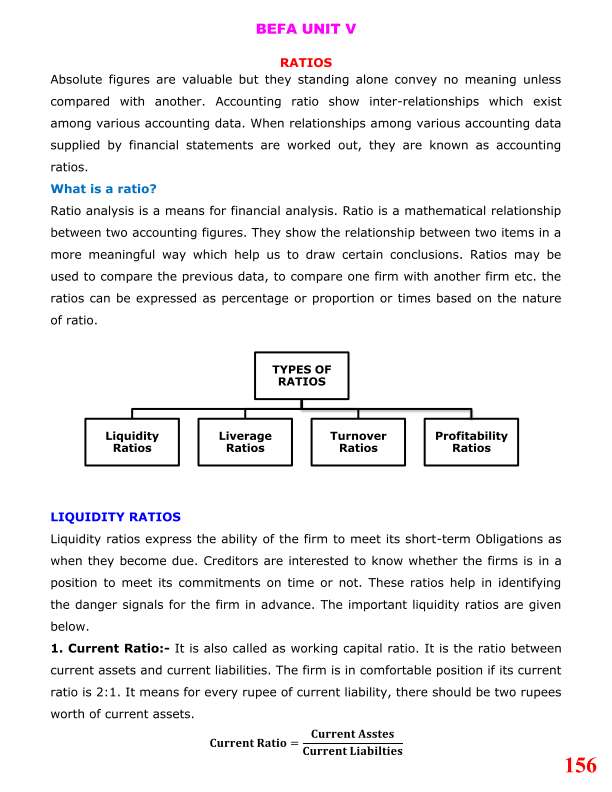 BEFA UNIT V
RATIOS
Absolute figures are valuable but they standing alone convey no meaning unless
compared with another. Accounting ratio show inter-relationships which exist
among various accounting data. When relationships among various accounting data
supplied by financial statements are worked out, they are known as accounting
ratios.
What is a ratio?
Ratio analysis is a means for financial analysis. Ratio is a mathematical relationship
between two accounting figures. They show the relationship between two items in a
more meaningful way which help us to draw certain conclusions. Ratios may be
used to compare the previous data, to compare one firm with another firm etc. the
ratios can be expressed as percentage or proportion or times based on the nature
of ratio.
TYPES OF
RATIOS
Liquidity
Ratios
Liverage
Ratios
Turnover
Ratios
Profitability
Ratios
LIQUIDITY RATIOS
Liquidity ratios express the ability of the firm to meet its short-term Obligations as
when they become due. Creditors are interested to know whether the firms is in a
position to meet its commitments on time or not. These ratios help in identifying
the danger signals for the firm in advance. The important liquidity ratios are given
below.
1. Current Ratio:- It is also called as working capital ratio. It is the ratio between
current assets and current liabilities. The firm is in comfortable position if its current
ratio is 2:1. It means for every rupee of current liability, there should be two rupees
worth of current assets.
Current Ratio = Current Asstes
Current Liabilties
156